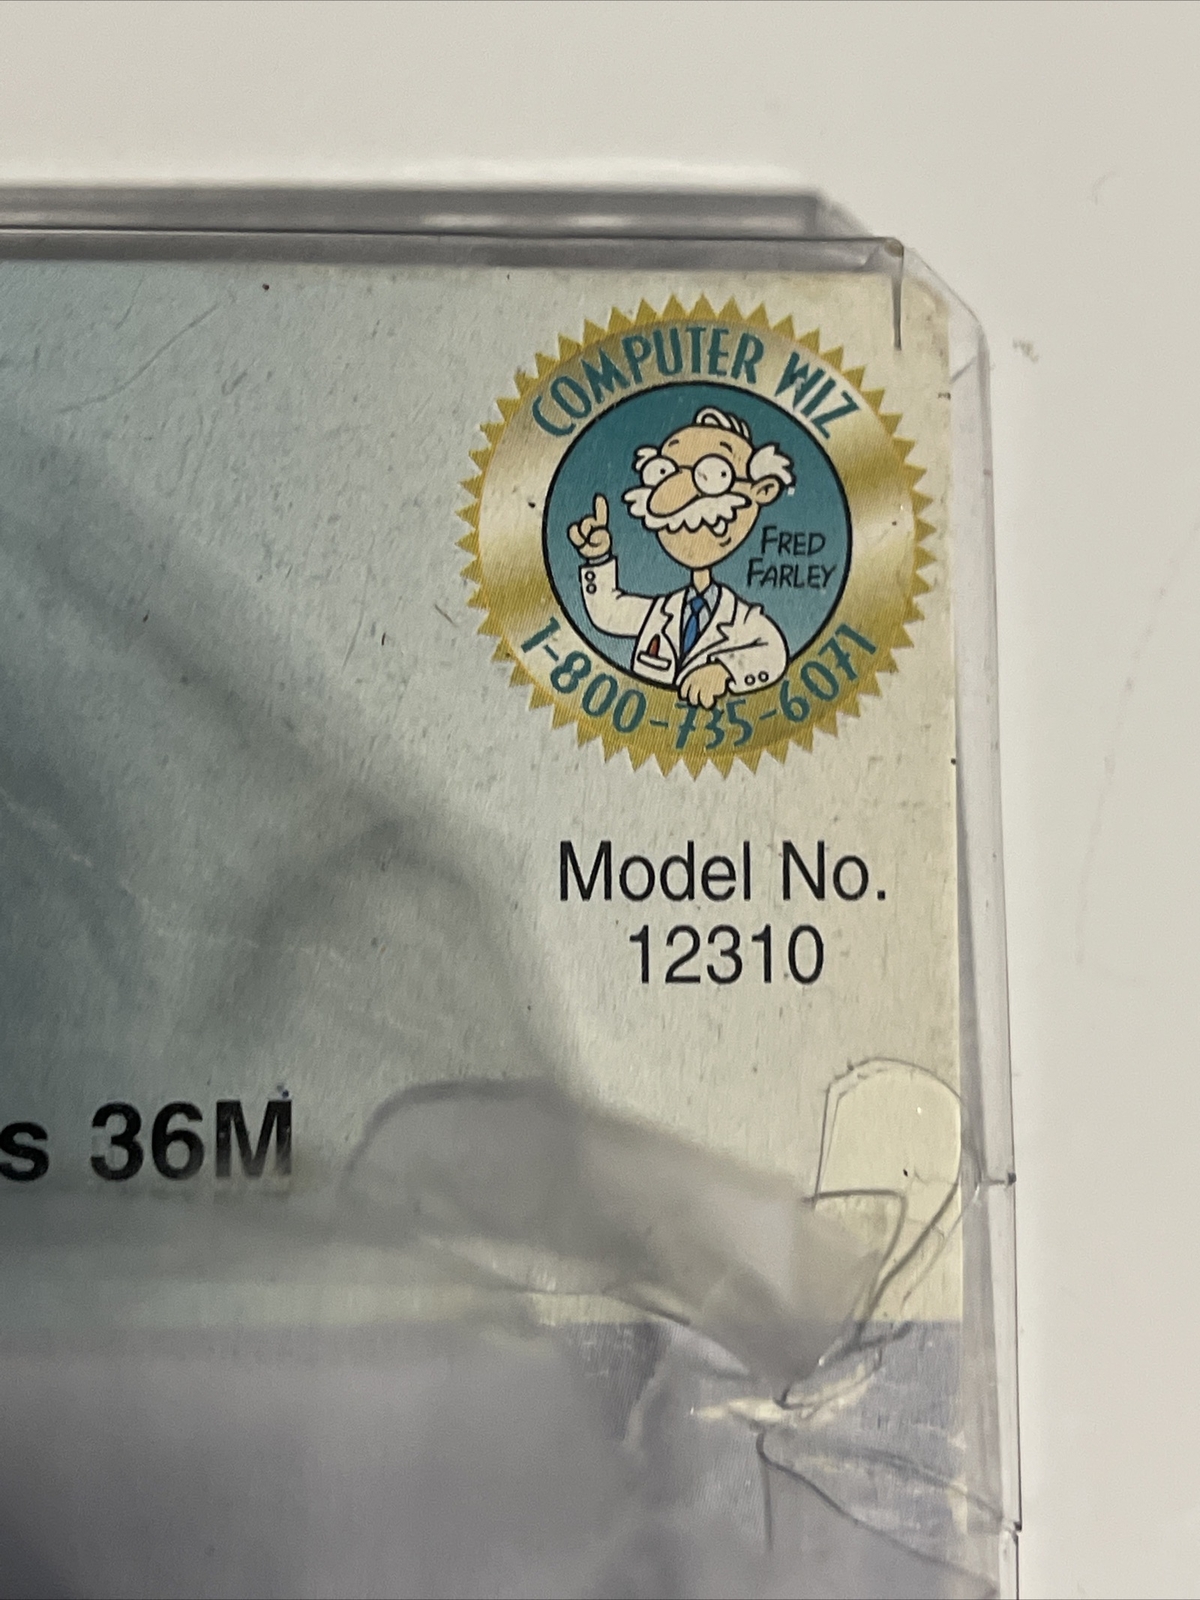 COMPUTER WIZ
FRED
FARLEY
1-800-735-6071
Model No.
12310
s 36M